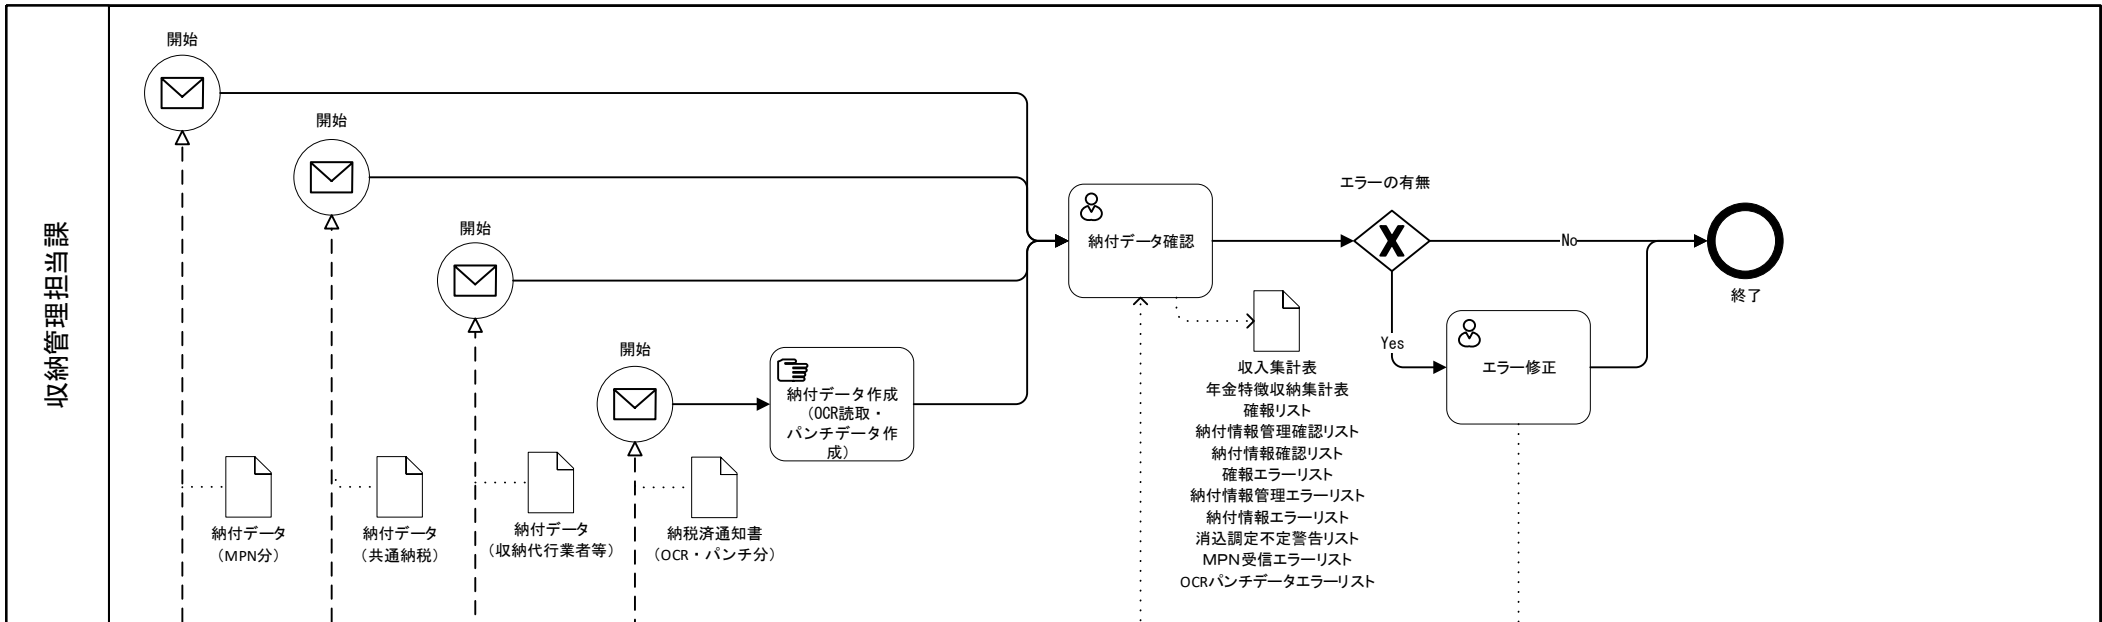 収納管理担当課
開始
開始
開始
開始
納付データ
（MPN分）
納付データ
（共通納税）
納付データ
（収納代行業者等）
納税済通知書
（OCR・パンチ分）
納付データ作成
（OCR読取・
パンチデータ作
成）
納付データ確認
収入集計表
年金特徴収納集計表
確報リスト
納付情報管理確認リスト
納付情報確認リスト
確報エラーリスト
納付情報管理エラーリスト
納付情報エラーリスト
消込調定不定警告リスト
MPN受信エラーリスト
OCRパンチデータエラーリスト
エラーの有無
No
Yes
エラー修正
終了